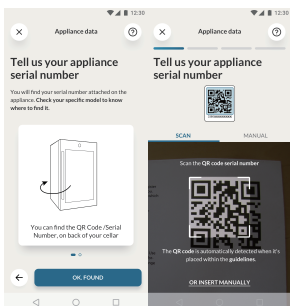 12:30
Appliance data
Tell us your appliance
serial number
You will find your serial number attached on the
appliance. Check your specific model to know
where to find it.
You can find the QR Code /Serial
Number, on back of your cellar
OK, FOUND
12:30
Appliance data
Tell us your appliance
serial number
SCAN
MANUAL
Scan the QR code serial number
The QR code is automatically detected when it's
placed within the guidelines.
OR INSERT MANUALLY